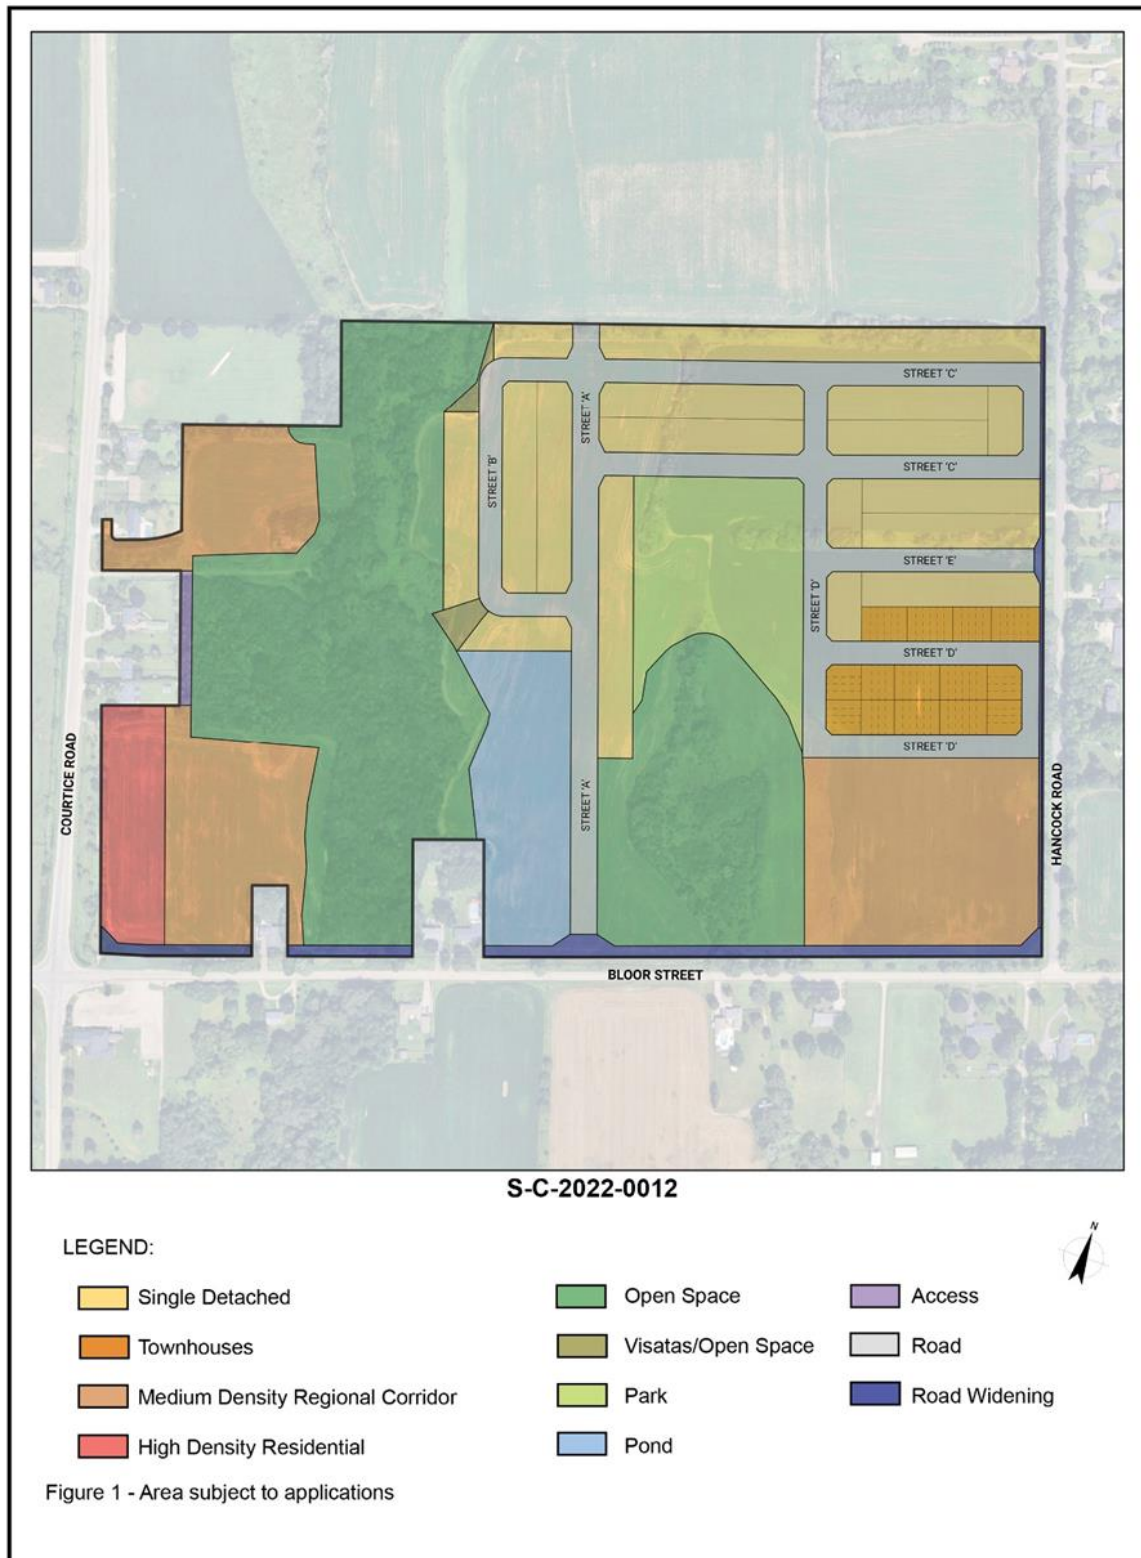 STREET 'C'
STREET 'A'
STREET 'B'
STREET 'C'
STREET 'E'
STREET 'D'
STREET 'D'
STREET 'D'
STREET 'A'
COURTICE ROAD
HANCOCK ROAD
BLOOR STREET
S-C-2022-0012
N
LEGEND:
Single Detached
Townhouses
Medium Density Regional Corridor
High Density Residential
Open Space
Visatas/Open Space
Park
Pond
Access
Road
Road Widening
Figure 1 - Area subject to applications